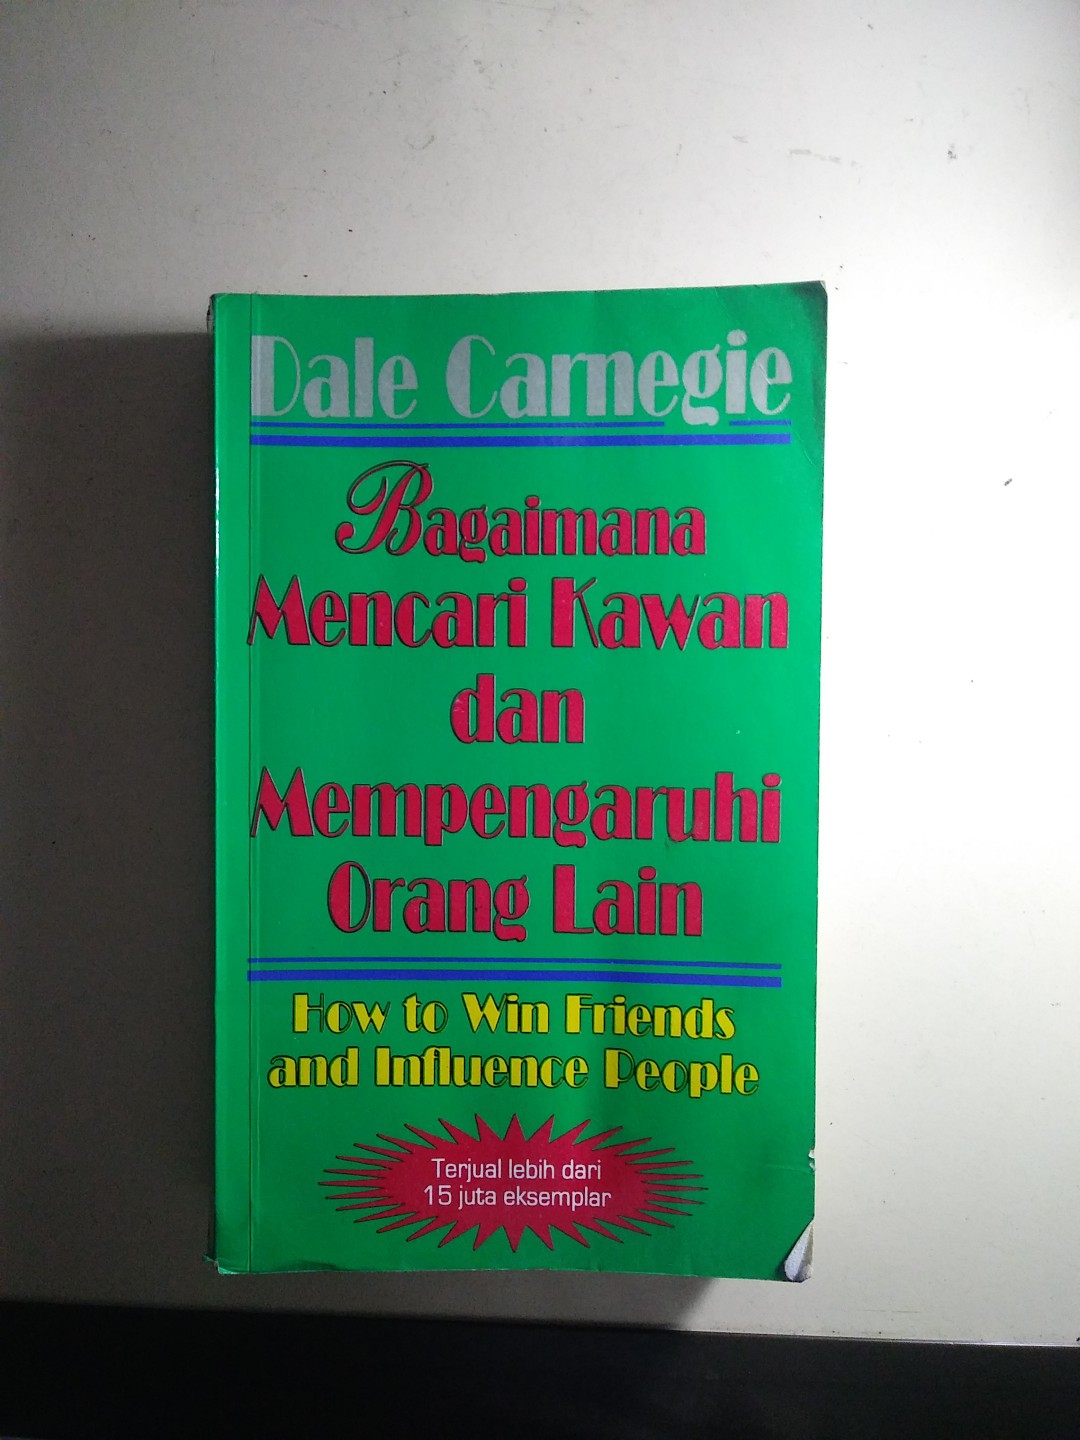 Dale Carnegie
Bagaimana
Mencari Kawan
dan
Mempengaruhi
Orang Lain
How to Win Friends
and Influence People
Terjual lebih dari
15 juta eksemplar